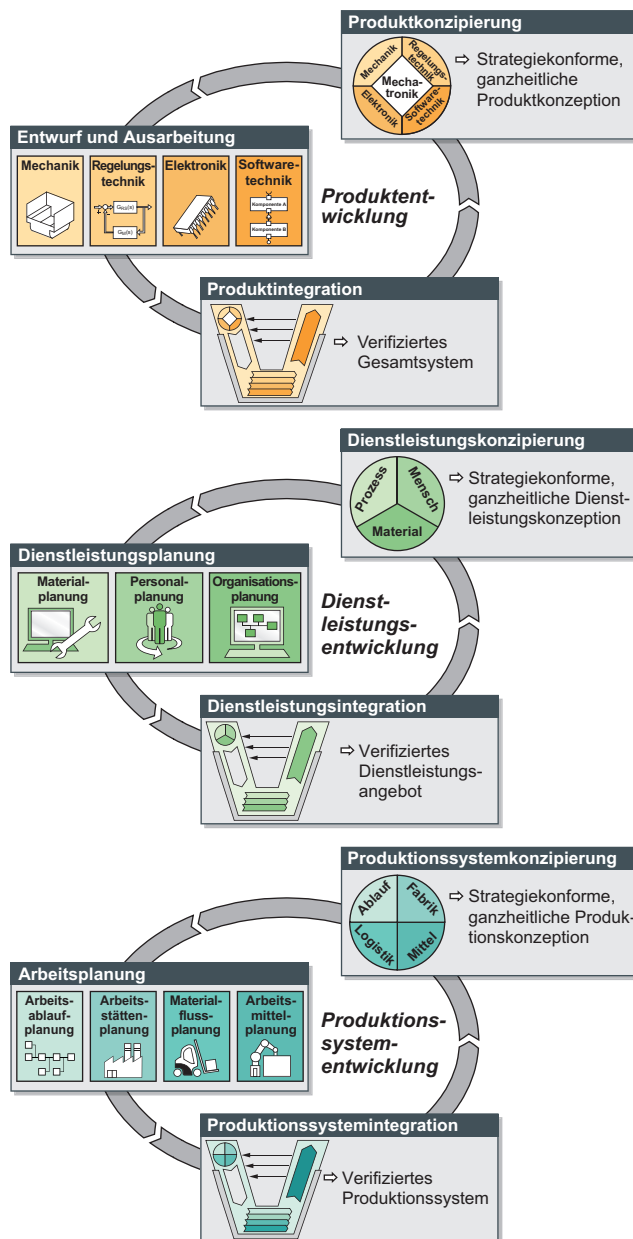 Produktkonzipierung
Mechanik
Regelungs-
technik
Mecha-
tronik
Elektronik
Software-
technik
⇨ Strategiekonforme,
ganzheitliche
Produktkonzeption
Entwurf und Ausarbeitung
Mechanik
Regelungs-
technik
Elektronik
Software-
technik
Komponente A
Komponente B
Produktent-
wicklung
Produktintegration
⇨ Verifiziertes
Gesamtsystem
Dienstleistungskonzipierung
Prozess
Mensch
Material
⇨ Strategiekonforme,
ganzheitliche Dienst-
leistungskonzeption
Dienstleistungsplanung
Material-
planung
Personal-
planung
Organisations-
planung
Dienst-
leistungs-
entwicklung
Dienstleistungsintegration
⇨ Verifiziertes
Dienstleistungs-
angebot
Produktionssystemkonzipierung
Ablauf
Fabrik
Logistik
Mittel
⇨ Strategiekonforme,
ganzheitliche Produk-
tionskonzeption
Arbeitsplanung
Arbeits-
ablauf-
planung
Arbeits-
stätten-
planung
Material-
fluss-
planung
Arbeits-
mittel-
planung
Produktions-
system-
entwicklung
Produktionssystemintegration
⇨ Verifiziertes
Produktionssystem